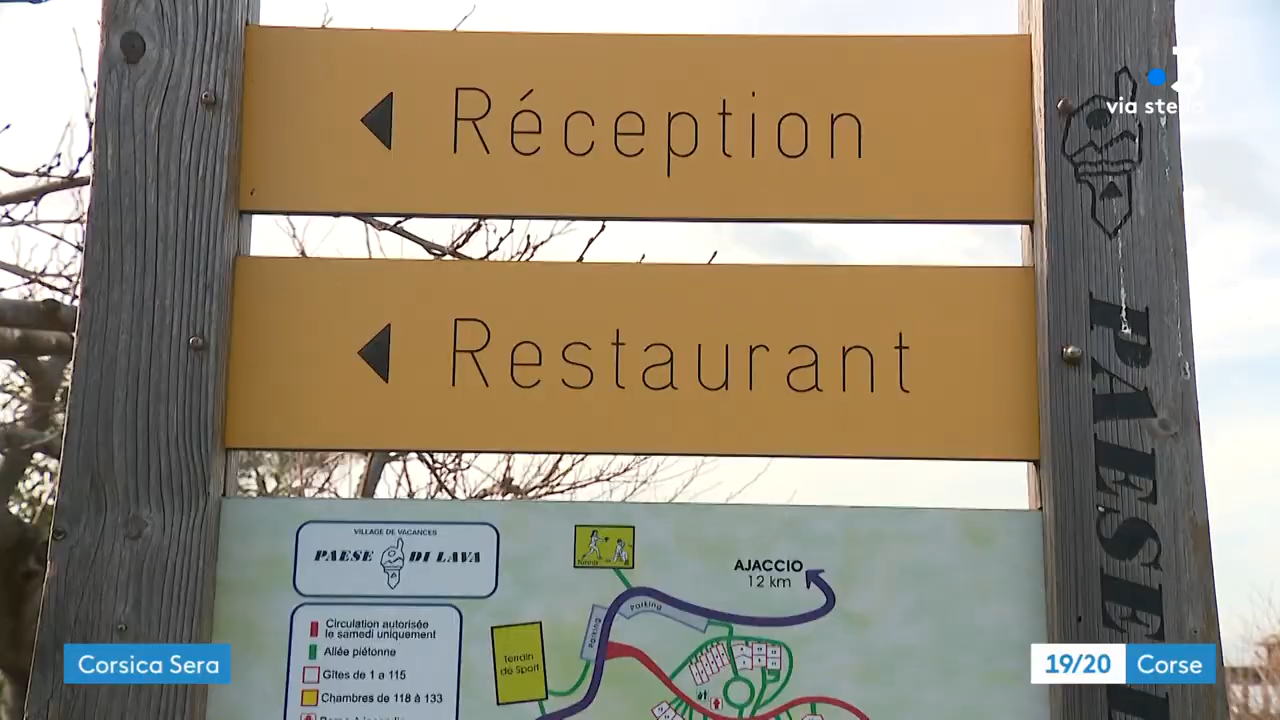 Réception
3
via stella
Restaurant
PAESE
VILLAGE DE VACANCES
PAESE DI LAVA
Tennis
AJACCIO
12 km
Parking
Parking
Circulation autorisée
le samedi uniquement
Allée piétonne
Gîtes de 1 a 115
Chambres de 118 à 133
Terrain
de Sport
Corsica Sera
19/20 Corse